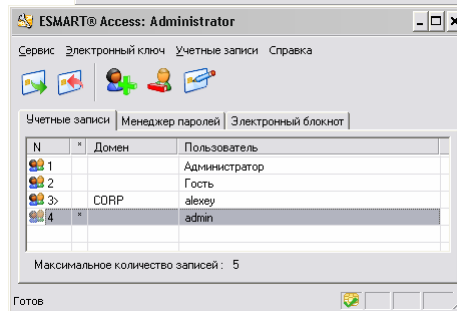 ESMART® Access: Administrator
Сервис Электронный ключ Учетные записи Справка
Учетные записи Менеджер паролей Электронный блокнот
N * Домен Пользователь
1 Администратор
2 Гость
3> CORP alexey
4 * admin
Максимальное количество записей : 5
Готов